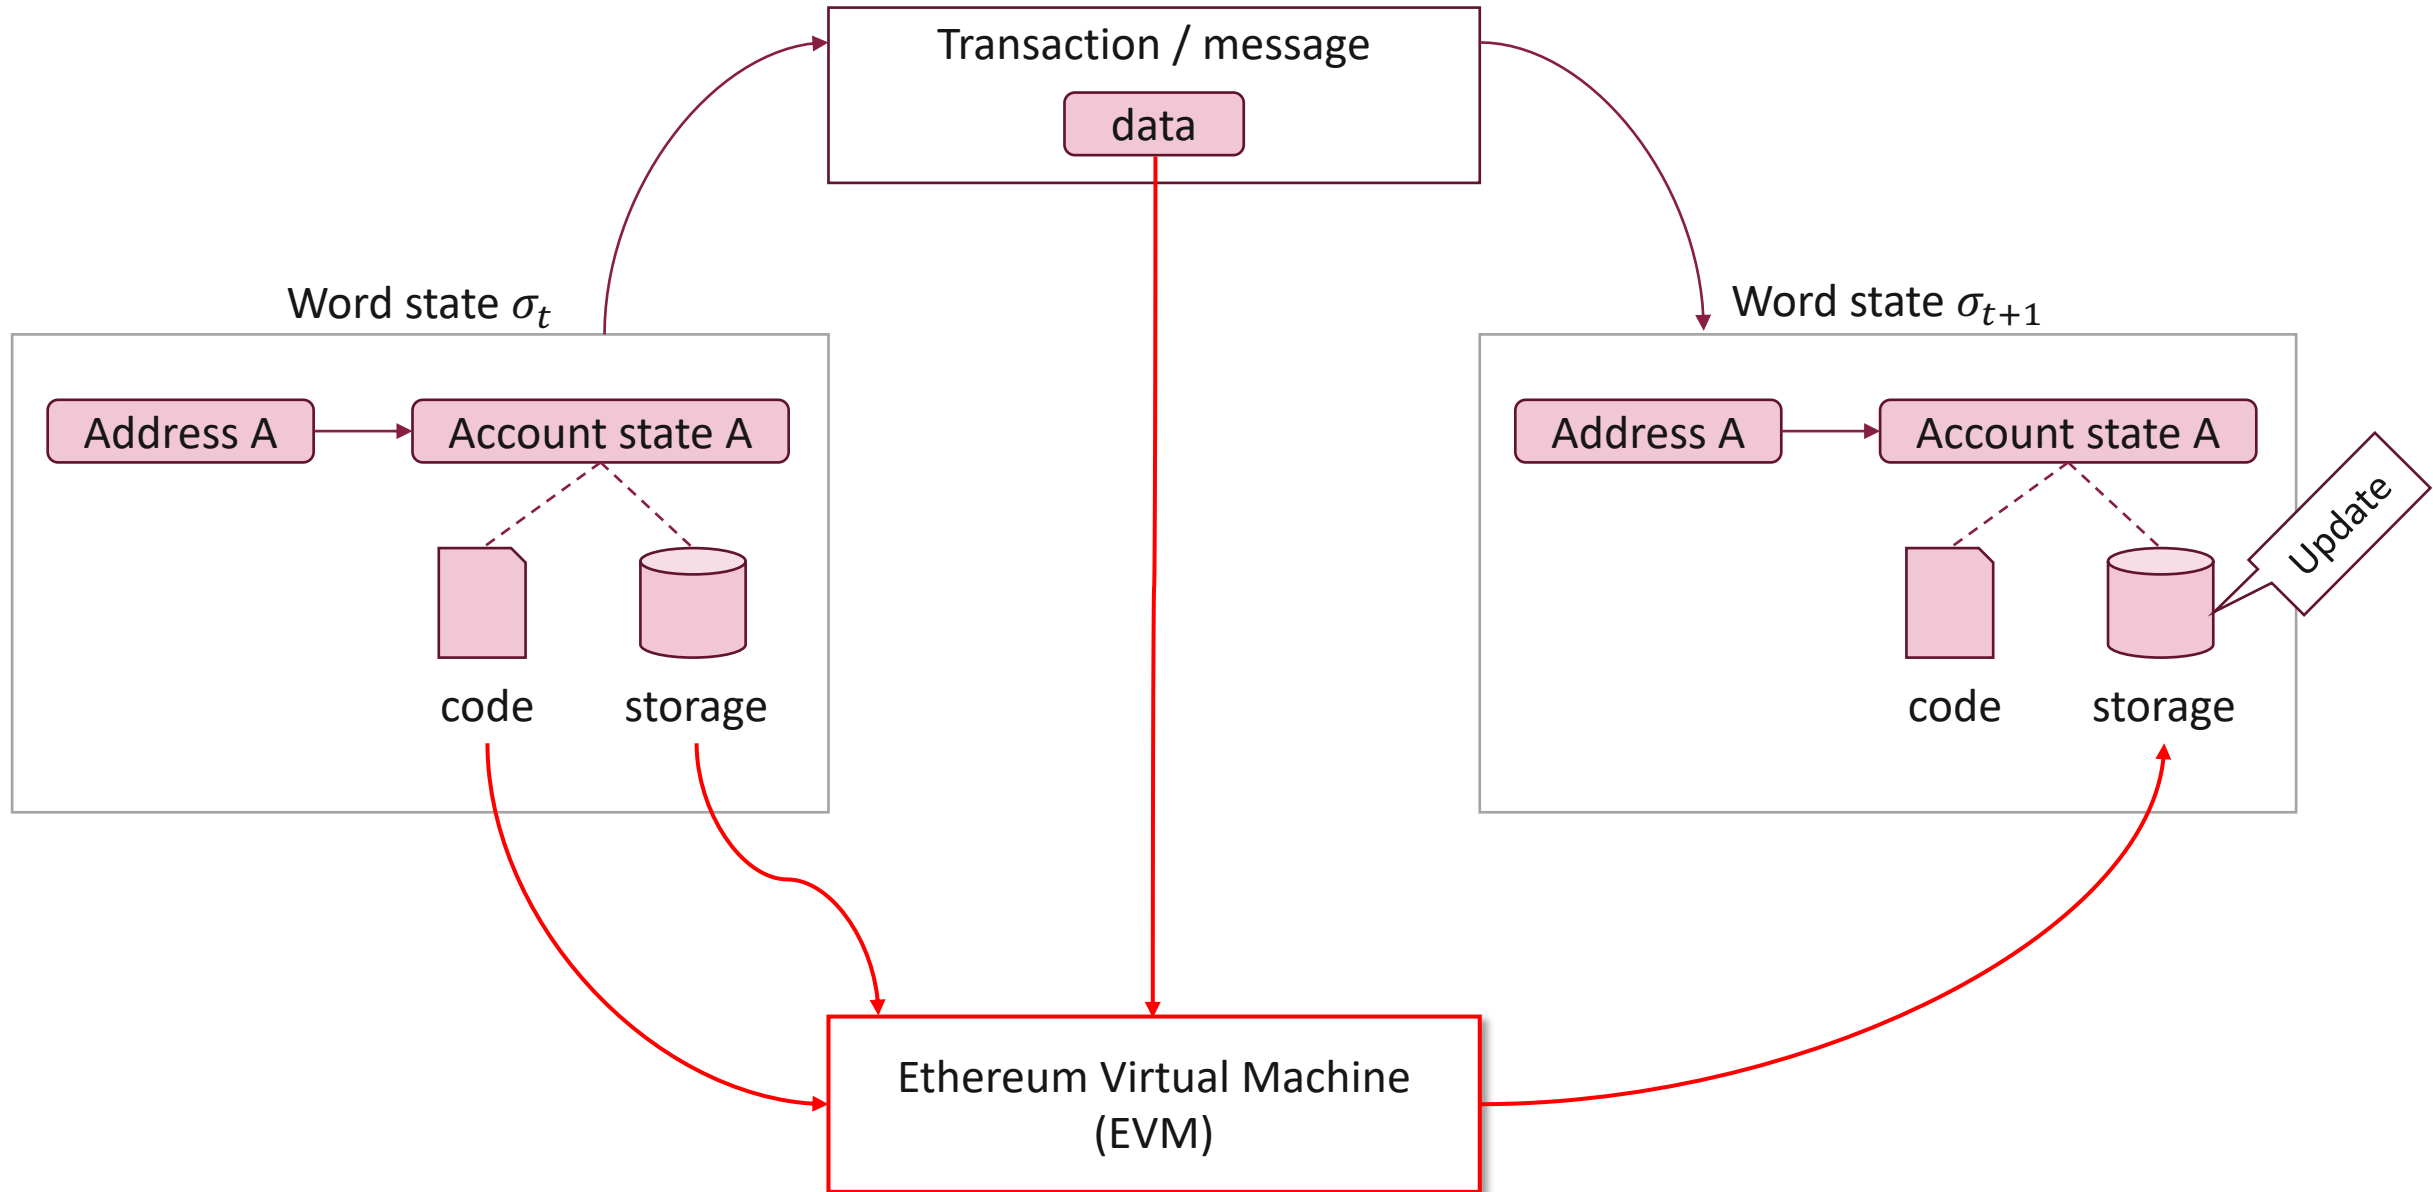 Transaction / message
data
Word state σₜ
Address A
Account state A
code
storage
Word state σₜ₊₁
Address A
Account state A
Update
code
storage
Ethereum Virtual Machine
(EVM)